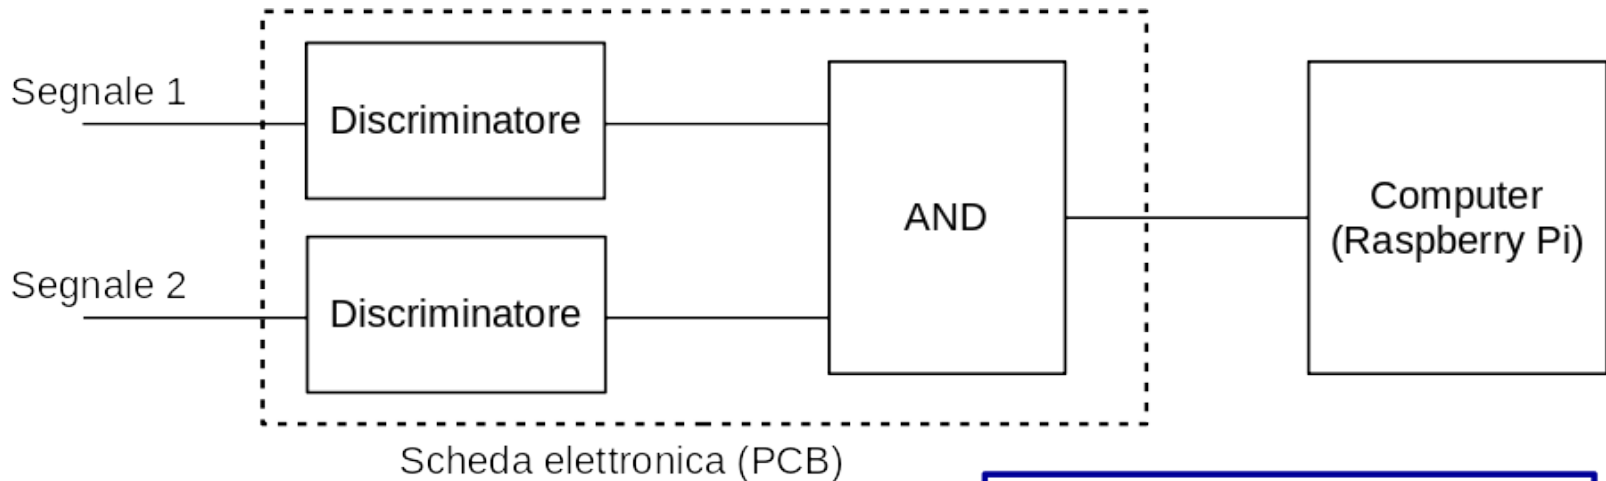 Segnale 1
Discriminatore
AND
Computer
(Raspberry Pi)
Segnale 2
Discriminatore
Scheda elettronica (PCB)